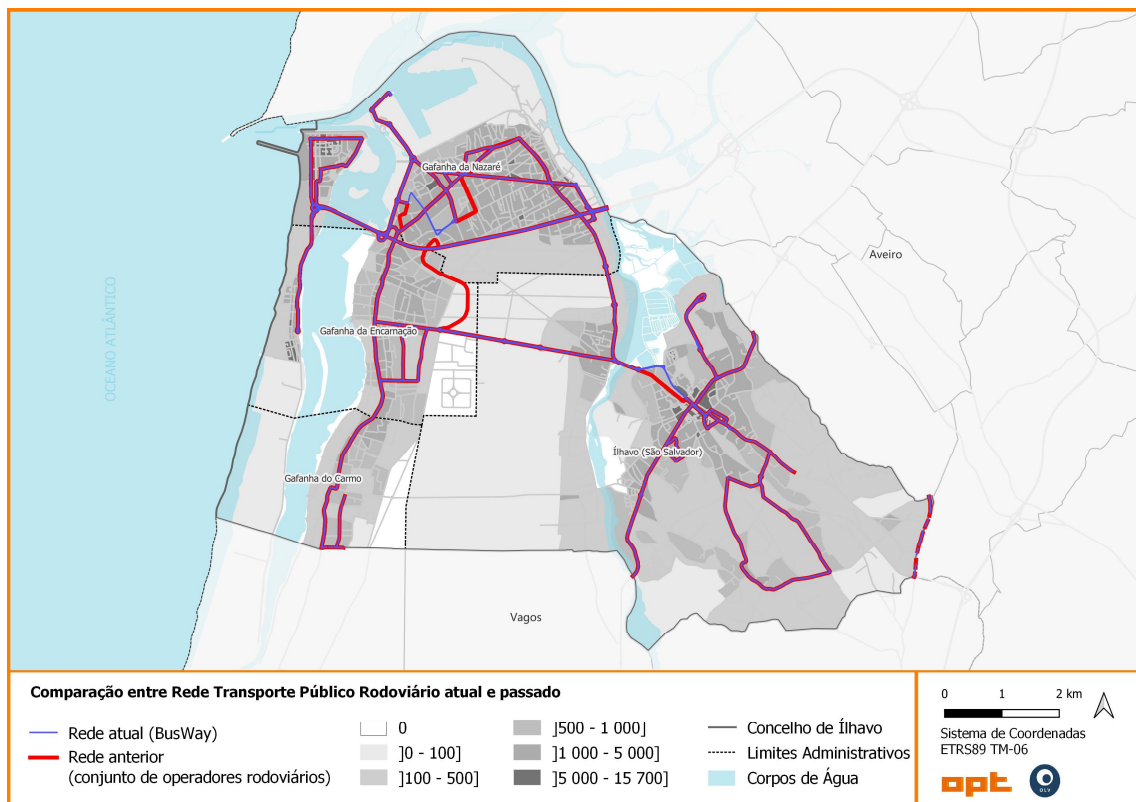 Gafanha da Nazaré
Aveiro
OCEANO ATLÂNTICO
Gafanha da Encarnação
Ílhavo (São Salvador)
Gafanha do Carmo
Vagos
Comparação entre Rede Transporte Público Rodoviário atual e passado
Rede atual (BusWay)
Rede anterior
(conjunto de operadores rodoviários)
0
]0 - 100]
]100 - 500]
]500 - 1 000]
]1 000 - 5 000]
]5 000 - 15 700]
Concelho de Ílhavo
Limites Administrativos
Corpos de Água
0 1 2 km
Sistema de Coordenadas
ETRS89 TM-06
opt
OLV